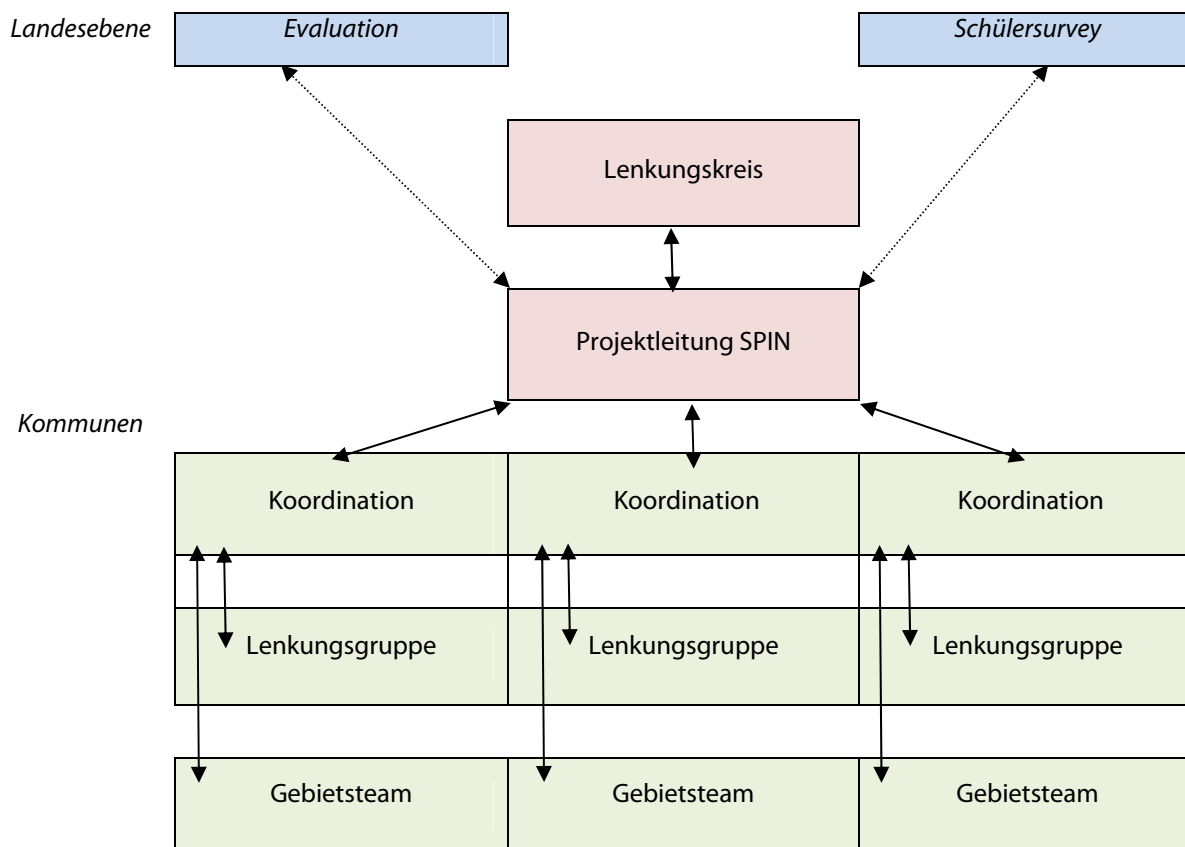 Landesebene
Evaluation
Schülersurvey
Lenkungskreis
Projektleitung SPIN
Kommunen
Koordination
Koordination
Koordination
Lenkungsgruppe
Lenkungsgruppe
Lenkungsgruppe
Gebietsteam
Gebietsteam
Gebietsteam